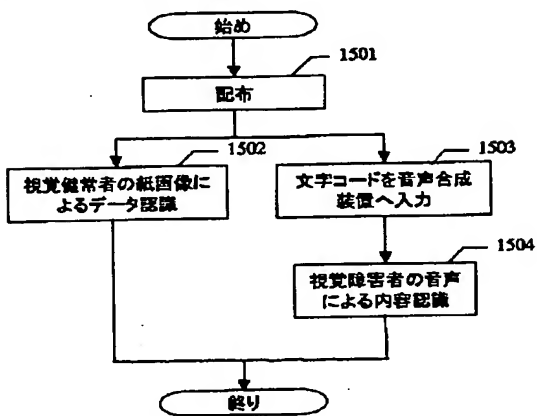 始め
1501
配布
1502
視覚健常者の紙画像に
よるデータ認識
1503
文字コードを音声合成
装置へ入力
1504
視覚障害者の音声
による内容認識
終り